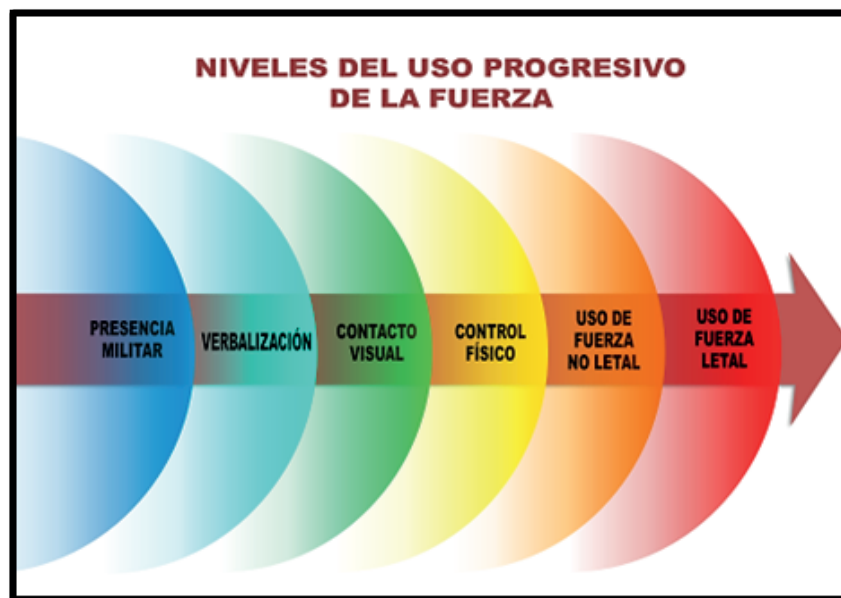 NIVELES DEL USO PROGRESIVO
DE LA FUERZA
PRESENCIA
MILITAR
VERBALIZACIÓN
CONTACTO
VISUAL
CONTROL
FÍSICO
USO DE
FUERZA
NO LETAL
USO DE
FUERZA
LETAL